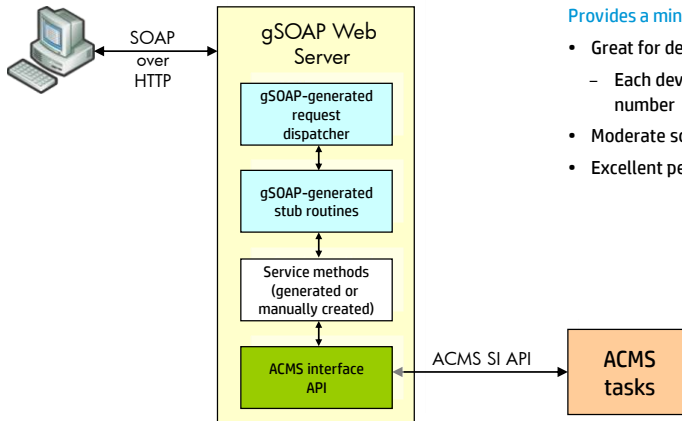 SOAP
over
HTTP
gSOAP Web
Server
gSOAP-generated
request
dispatcher
gSOAP-generated
stub routines
Service methods
(generated or
manually created)
ACMS interface
API
ACMS SI API
ACMS
tasks
Provides a min
• Great for de
– Each dev
number
• Moderate sc
• Excellent pe